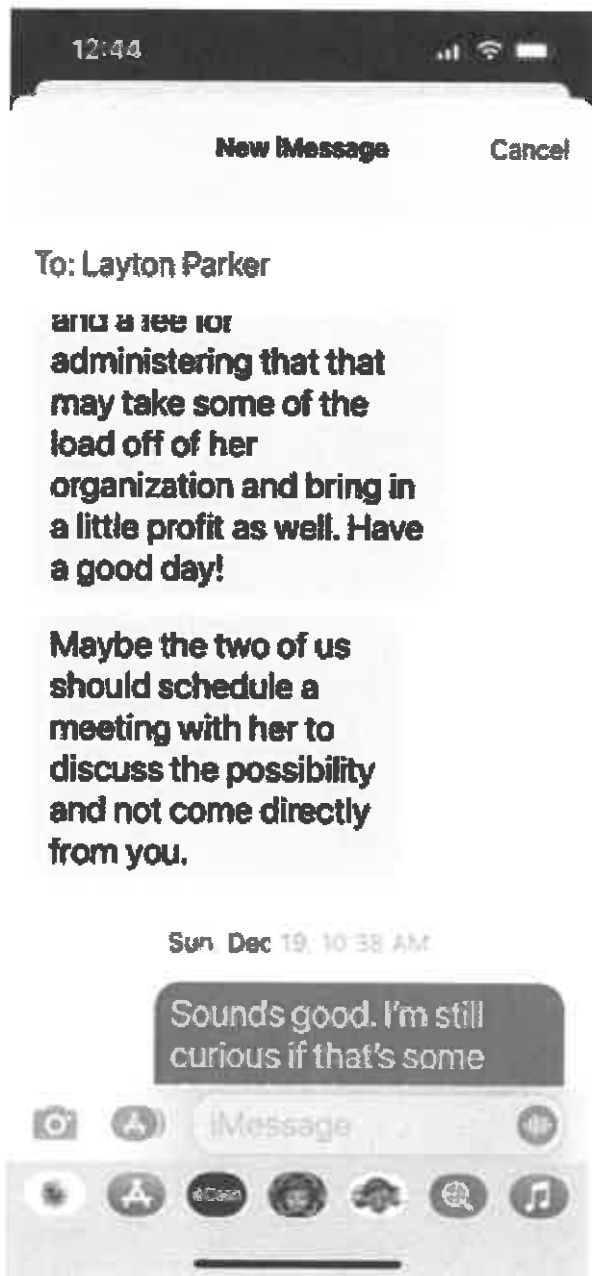 12:44
New iMessage
Cancel
To: Layton Parker
and a fee for
administering that that
may take some of the
load off of her
organization and bring in
a little profit as well. Have
a good day!
Maybe the two of us
should schedule a
meeting with her to
discuss the possibility
and not come directly
from you.
Sun, Dec 19, 10:38 AM
Sounds good. I'm still
curious if that's some
iMessage